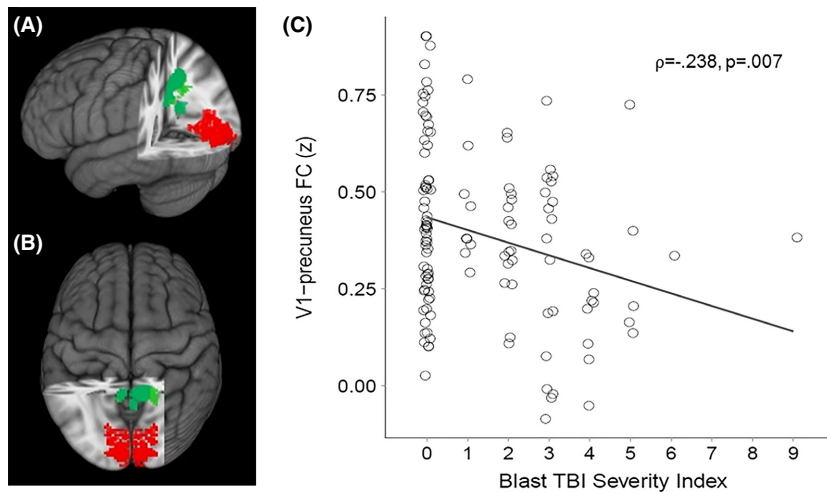 (A)
(B)
(C)
ρ=-.238, p=.007
V1−precuneus FC (z)
0.75
0.50
0.25
0.00
0 1 2 3 4 5 6 7 8 9
Blast TBI Severity Index